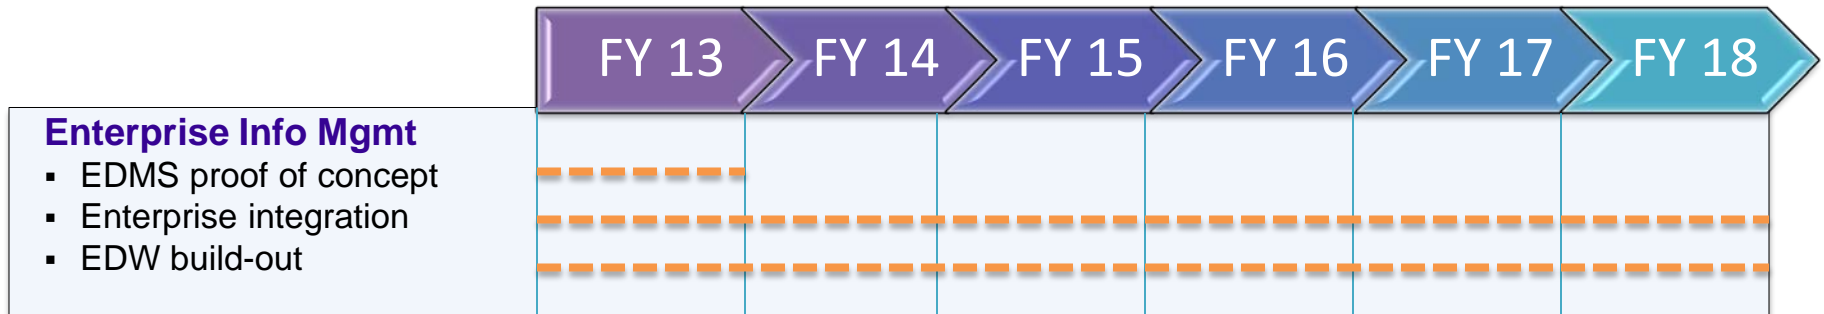 FY 13 FY 14 FY 15 FY 16 FY 17 FY 18
Enterprise Info Mgmt
▪ EDMS proof of concept
▪ Enterprise integration
▪ EDW build-out